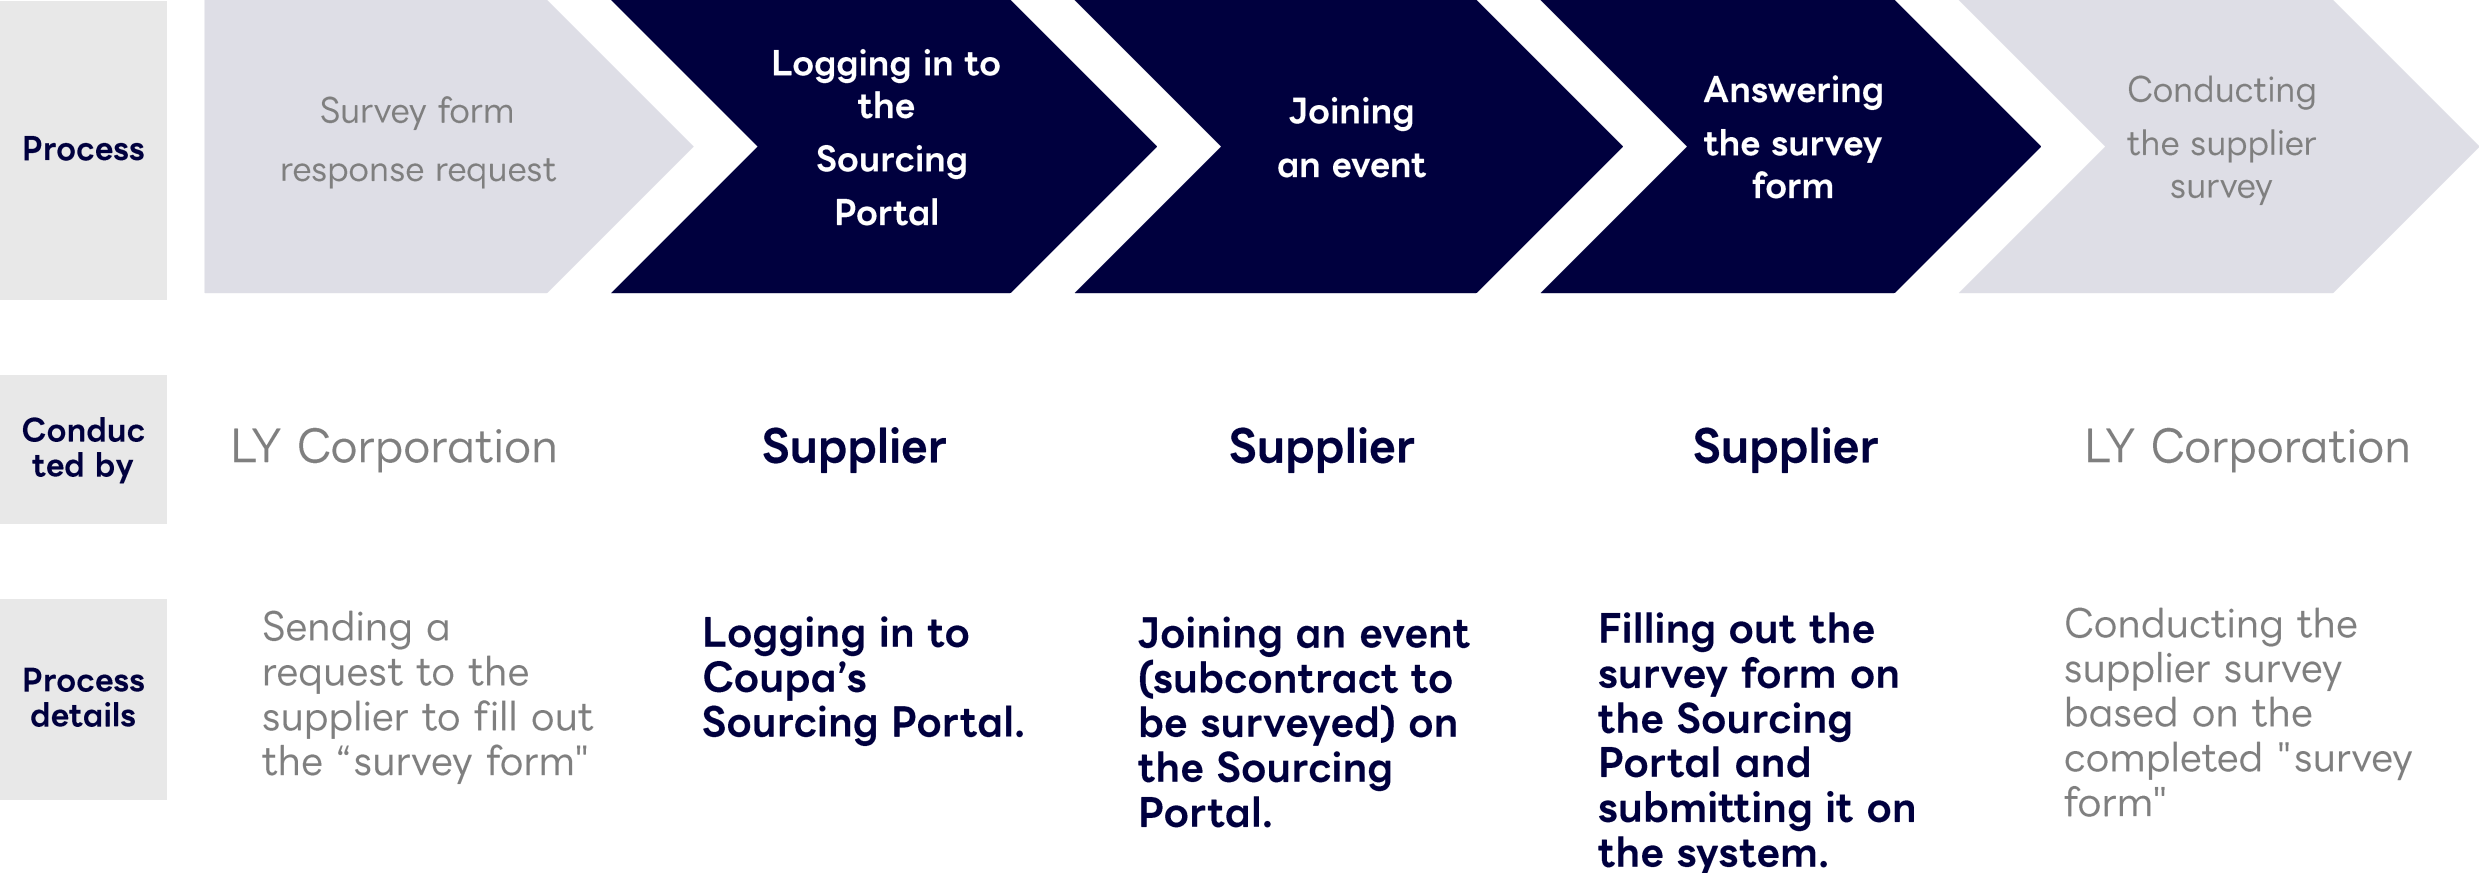 Process
Survey form
response request
Logging in to
the
Sourcing
Portal
Joining
an event
Answering
the survey
form
Conducting
the supplier
survey
Conduc
ted by
LY Corporation
Supplier
Supplier
Supplier
LY Corporation
Process
details
Sending a
request to the
supplier to fill out
the “survey form"
Logging in to
Coupa’s
Sourcing Portal.
Joining an event
(subcontract to
be surveyed) on
the Sourcing
Portal.
Filling out the
survey form on
the Sourcing
Portal and
submitting it on
the system.
Conducting the
supplier survey
based on the
completed "survey
form"